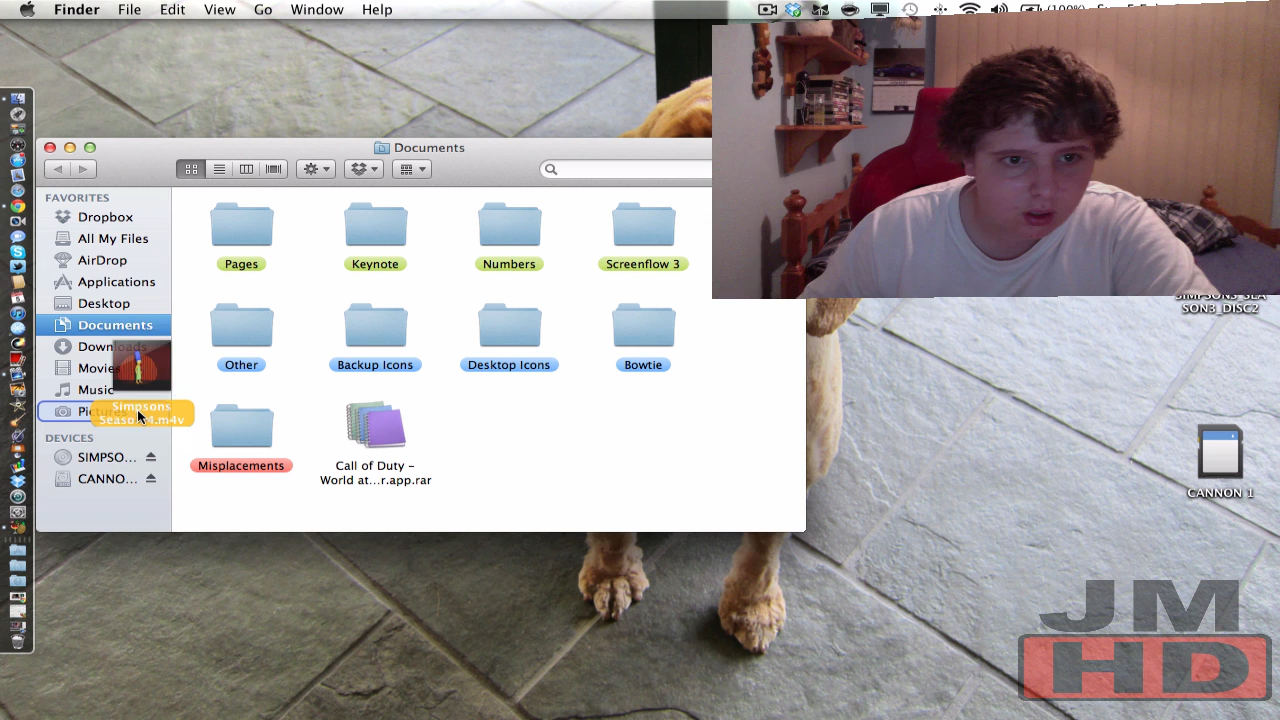 Finder File Edit View Go Window Help
(100%)
Documents
FAVORITES
Dropbox
All My Files
AirDrop
Applications
Desktop
Documents
Downloads
Movies
Music
DEVICES
SIMPSO...
CANNO...
Pages Keynote Numbers Screenflow 3
Other Backup Icons Desktop Icons Bowtie
Simpsons
Misplacements
Call of Duty –
World at...r.app.rar
SIMPSONS_SEA
SON3_DISC2
CANNON 1
JM
HD